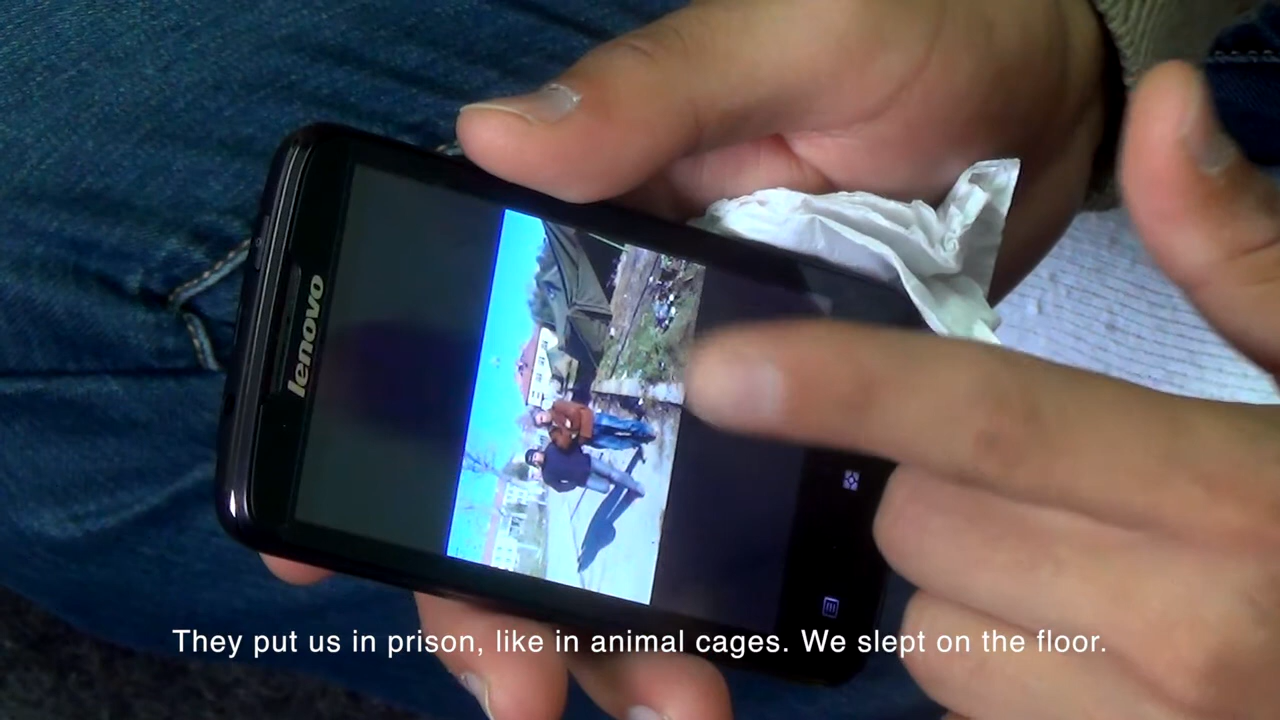 lenovo
They put us in prison, like in animal cages. We slept on the floor.